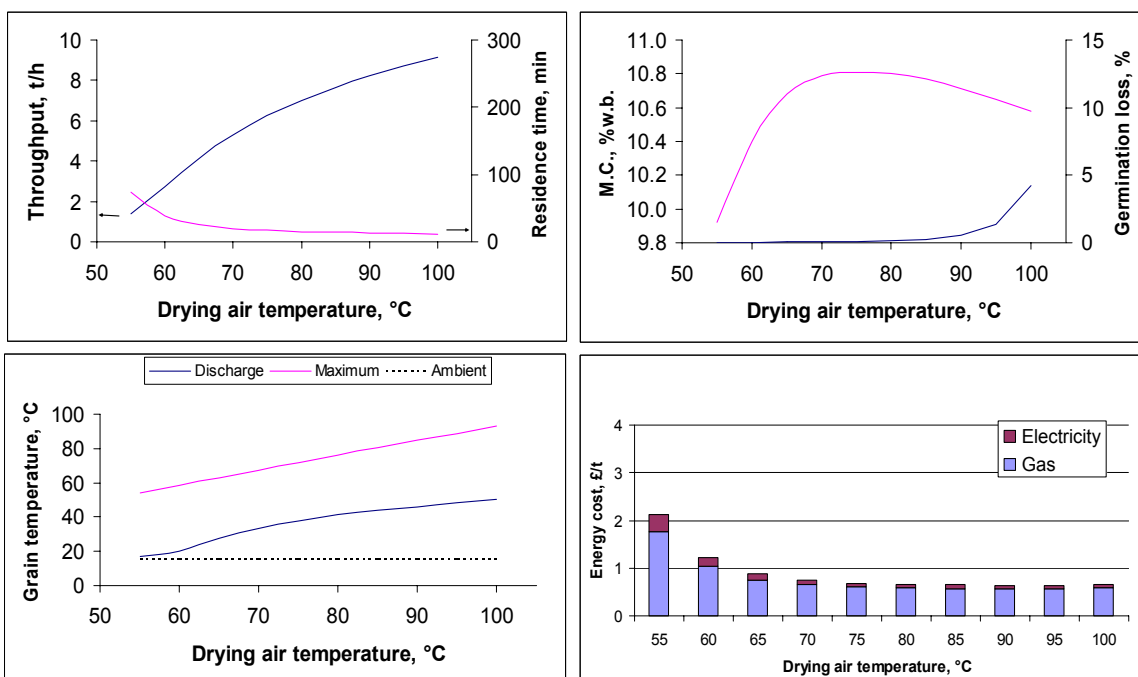 Throughput, t/h
10
8
6
4
2
0
300
200
100
0
Residence time, min
50 60 70 80 90 100
Drying air temperature, °C
M.C., %w.b.
11.0
10.8
10.6
10.4
10.2
10.0
9.8
15
10
5
0
Germination loss, %
50 60 70 80 90 100
Drying air temperature, °C
Discharge Maximum Ambient
Grain temperature, °C
100
80
60
40
20
0
50 60 70 80 90 100
Drying air temperature, °C
Energy cost, £/t
4
3
2
1
0
Electricity
Gas
55 60 65 70 75 80 85 90 95 100
Drying air temperature, °C